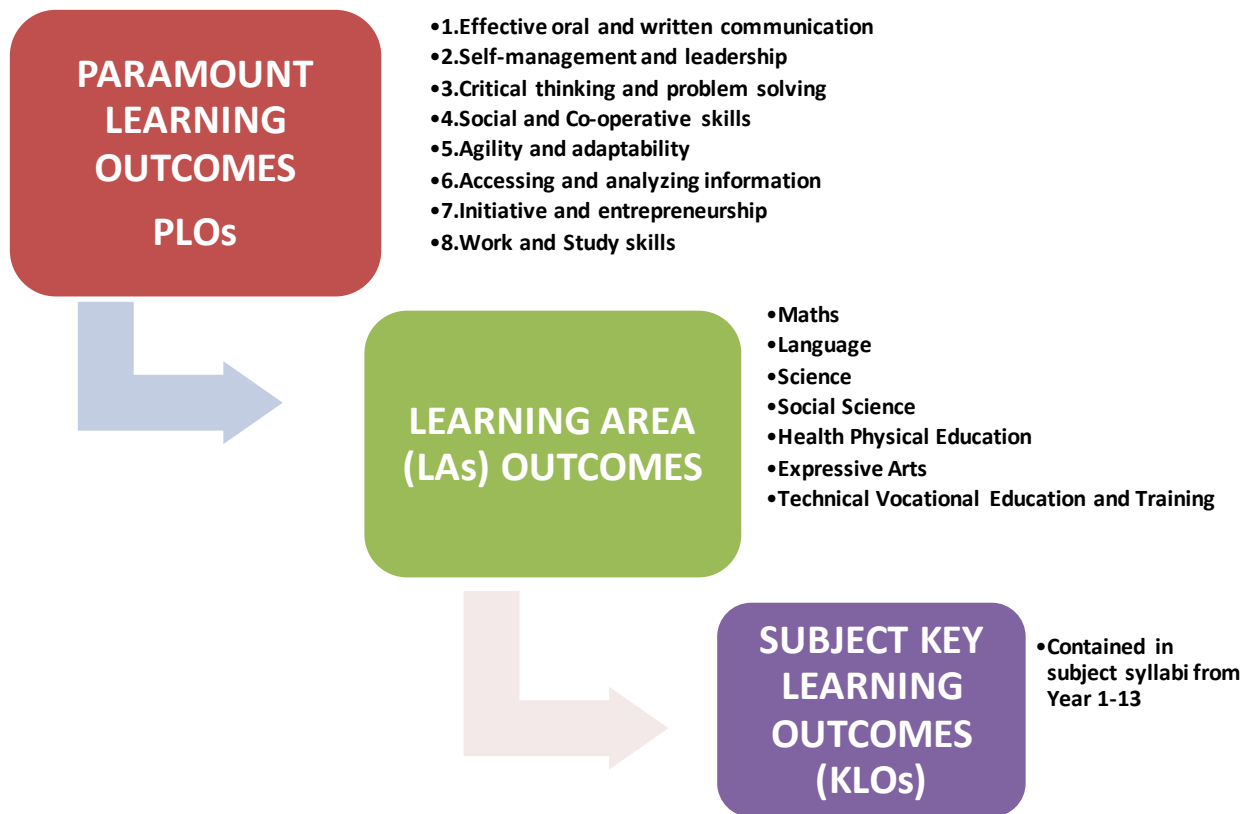 PARAMOUNT
LEARNING
OUTCOMES
PLOs
•1.Effective oral and written communication
•2.Self-management and leadership
•3.Critical thinking and problem solving
•4.Social and Co-operative skills
•5.Agility and adaptability
•6.Accessing and analyzing information
•7.Initiative and entrepreneurship
•8.Work and Study skills
LEARNING AREA
(LAs) OUTCOMES
•Maths
•Language
•Science
•Social Science
•Health Physical Education
•Expressive Arts
•Technical Vocational Education and Training
SUBJECT KEY
LEARNING
OUTCOMES
(KLOs)
•Contained in
subject syllabi from
Year 1-13